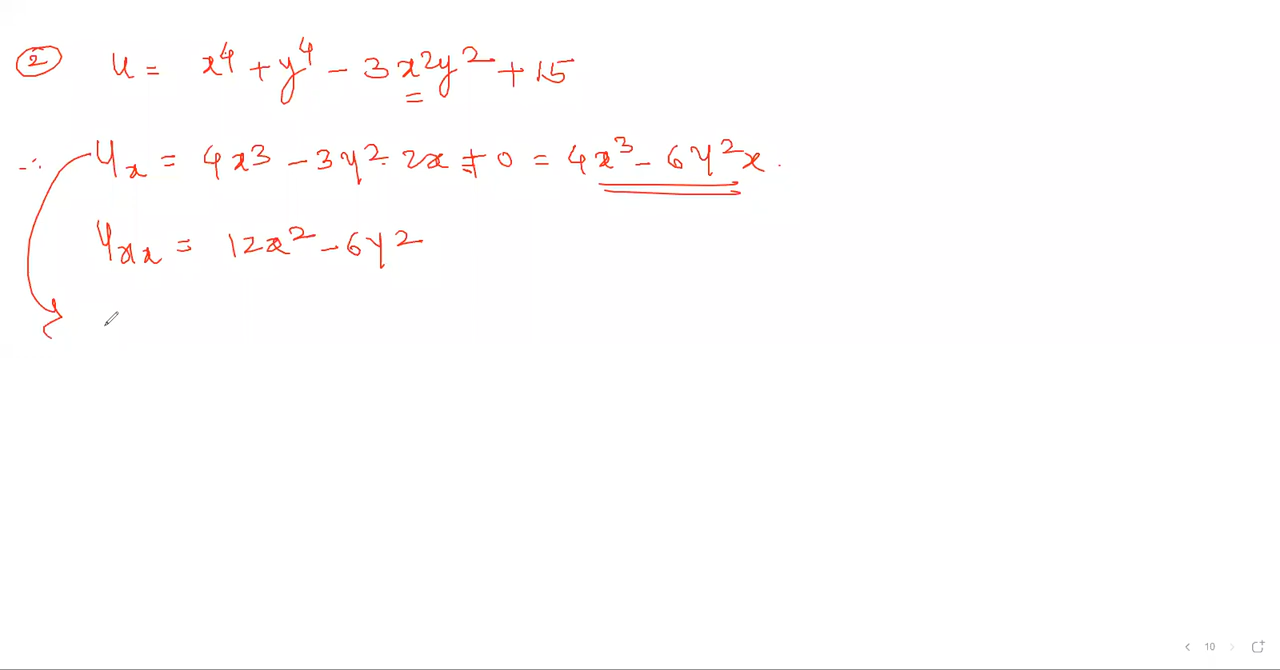 ② u = x⁴ + y⁴ - 3x²y² + 15
∴ uₓ = 4x³ - 3y² · 2x + 0 = 4x³ - 6y²x.
uₓₓ = 12x² - 6y²
10